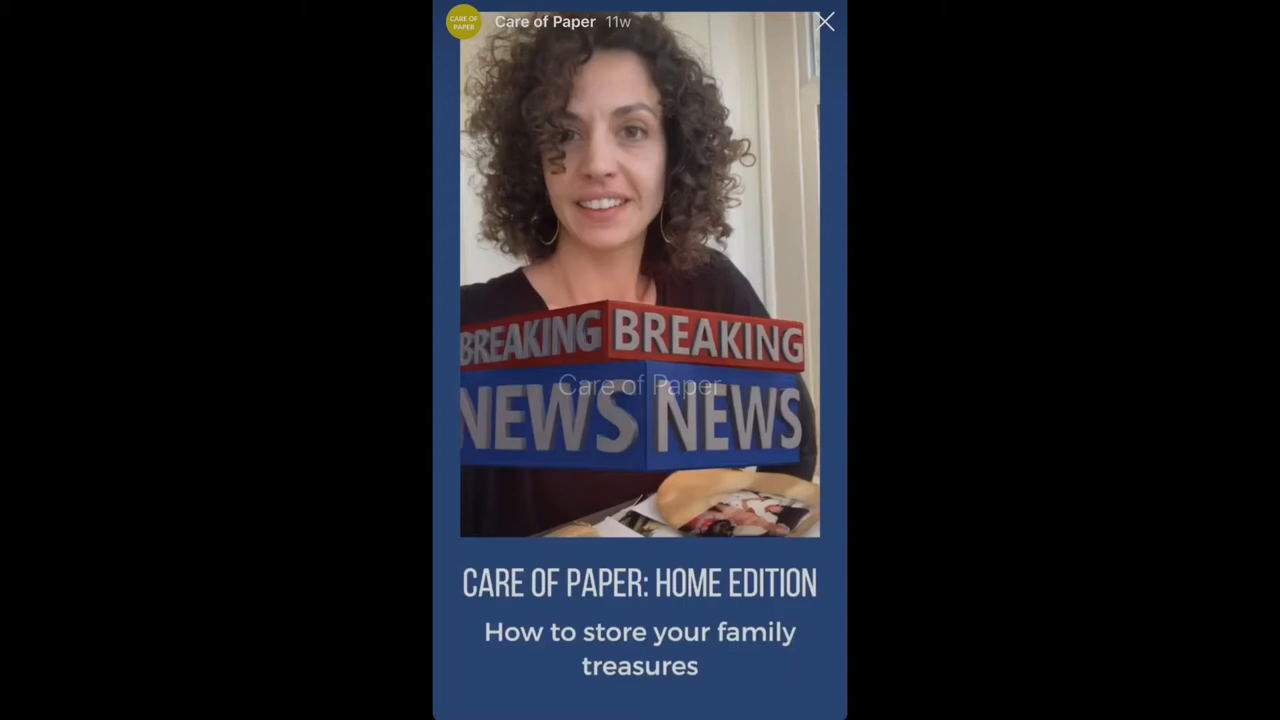 CARE OF
PAPER
Care of Paper 11w
BREAKING BREAKING
Care of Paper
NEWS NEWS
CARE OF PAPER: HOME EDITION
How to store your family
treasures